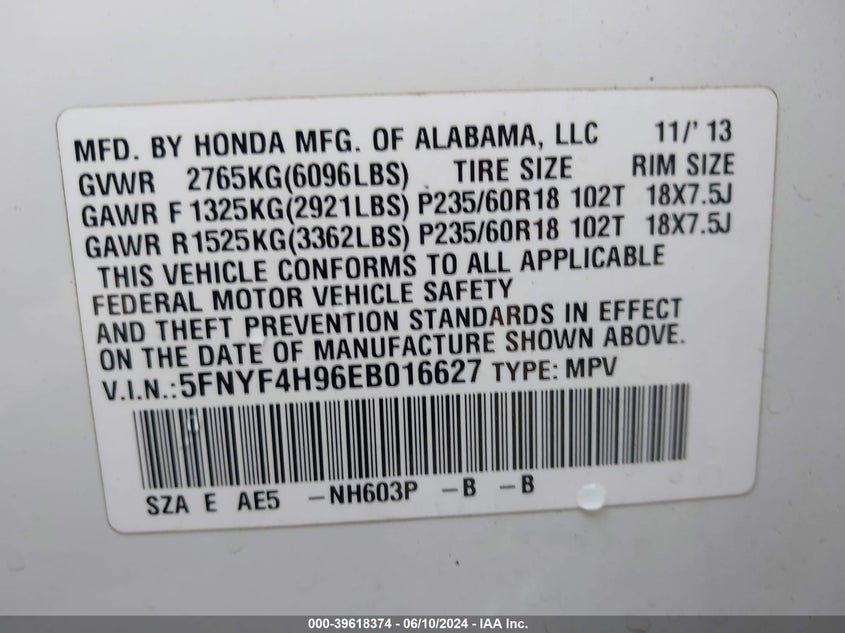 MFD. BY HONDA MFG. OF ALABAMA, LLC 11/' 13
GVWR 2765KG(6096LBS) TIRE SIZE RIM SIZE
GAWR F 1325KG(2921LBS) P235/60R18 102T 18X7.5J
GAWR R 1525KG(3362LBS) P235/60R18 102T 18X7.5J
THIS VEHICLE CONFORMS TO ALL APPLICABLE
FEDERAL MOTOR VEHICLE SAFETY
AND THEFT PREVENTION STANDARDS IN EFFECT
ON THE DATE OF MANUFACTURE SHOWN ABOVE.
V.I.N.:5FNYF4H96EB016627 TYPE: MPV
SZA E AE5 -NH603P -B -B
000-39618374 - 06/10/2024 - IAA Inc.